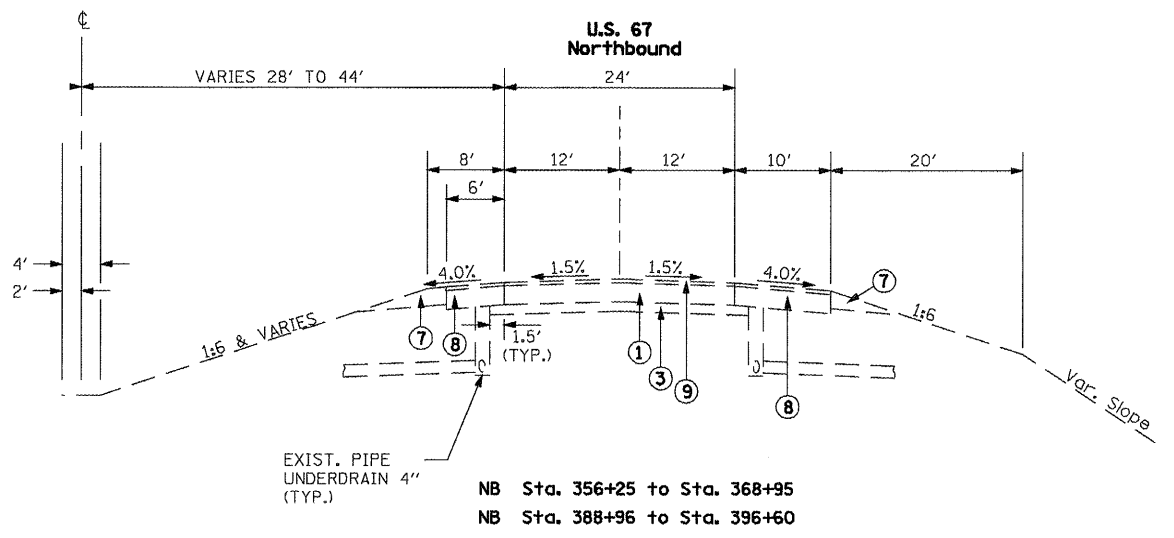 ℄
U.S. 67
Northbound
VARIES 28' TO 44'
24'
8'
12'
12'
10'
20'
6'
4'
2'
4.0%
1.5%
1.5%
4.0%
7
1:6 & VARIES
1:6
7
8
1.5'
(TYP.)
1
3
9
8
Var. Slope
EXIST. PIPE
UNDERDRAIN 4"
(TYP.)
NB Sta. 356+25 to Sta. 368+95
NB Sta. 388+96 to Sta. 396+60